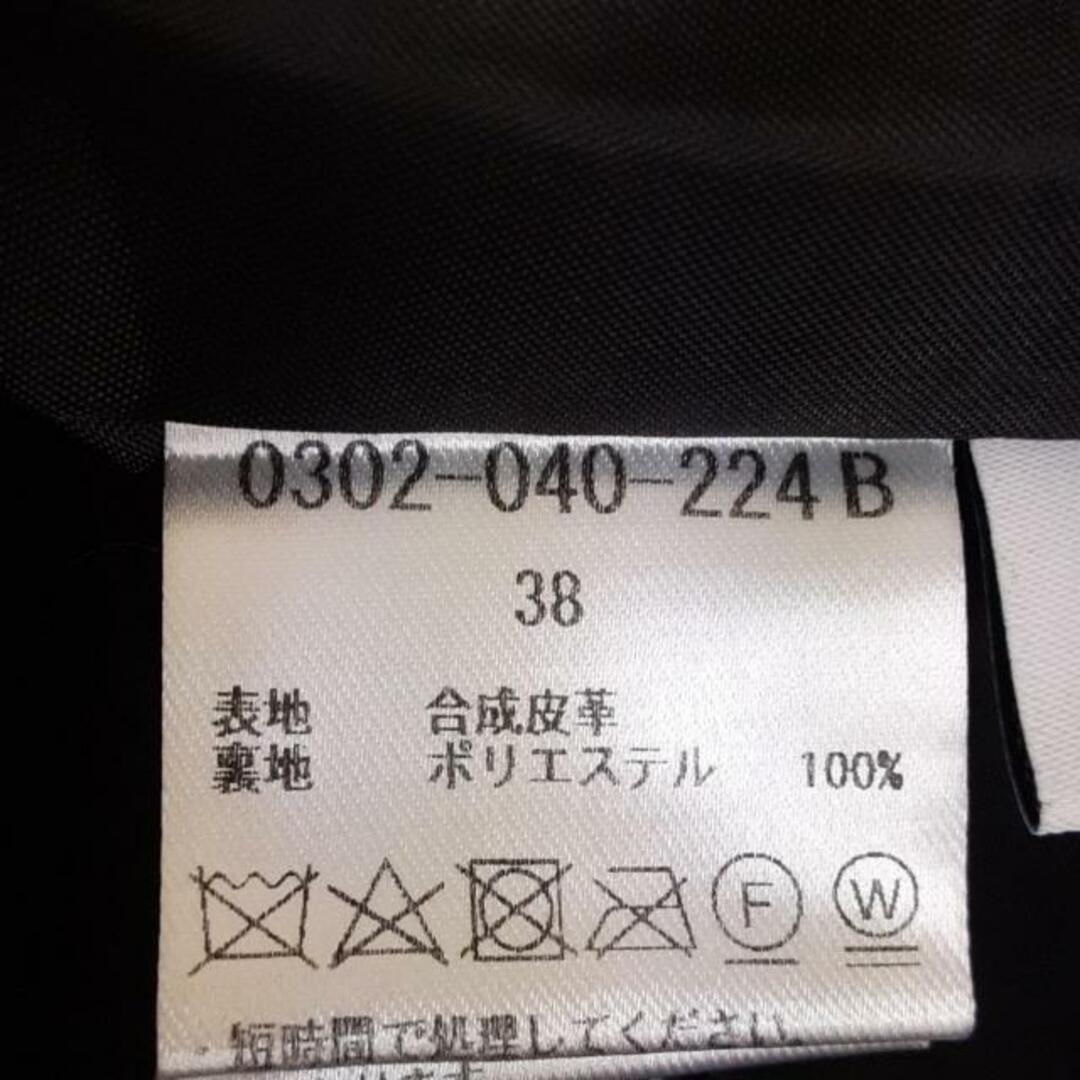 0302-040-224 B
38
表地 合成皮革
裏地 ポリエステル 100%
F W
・短時間で処理してください